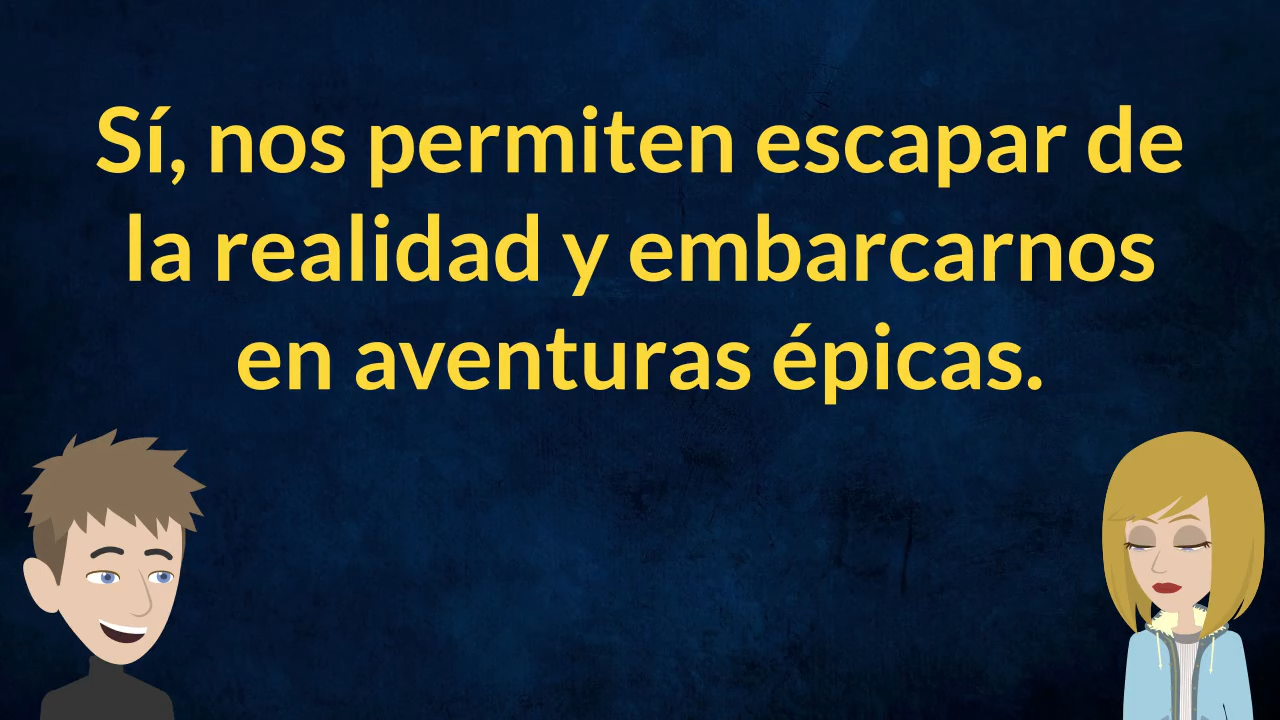 Sí, nos permiten escapar de
la realidad y embarcarnos
en aventuras épicas.